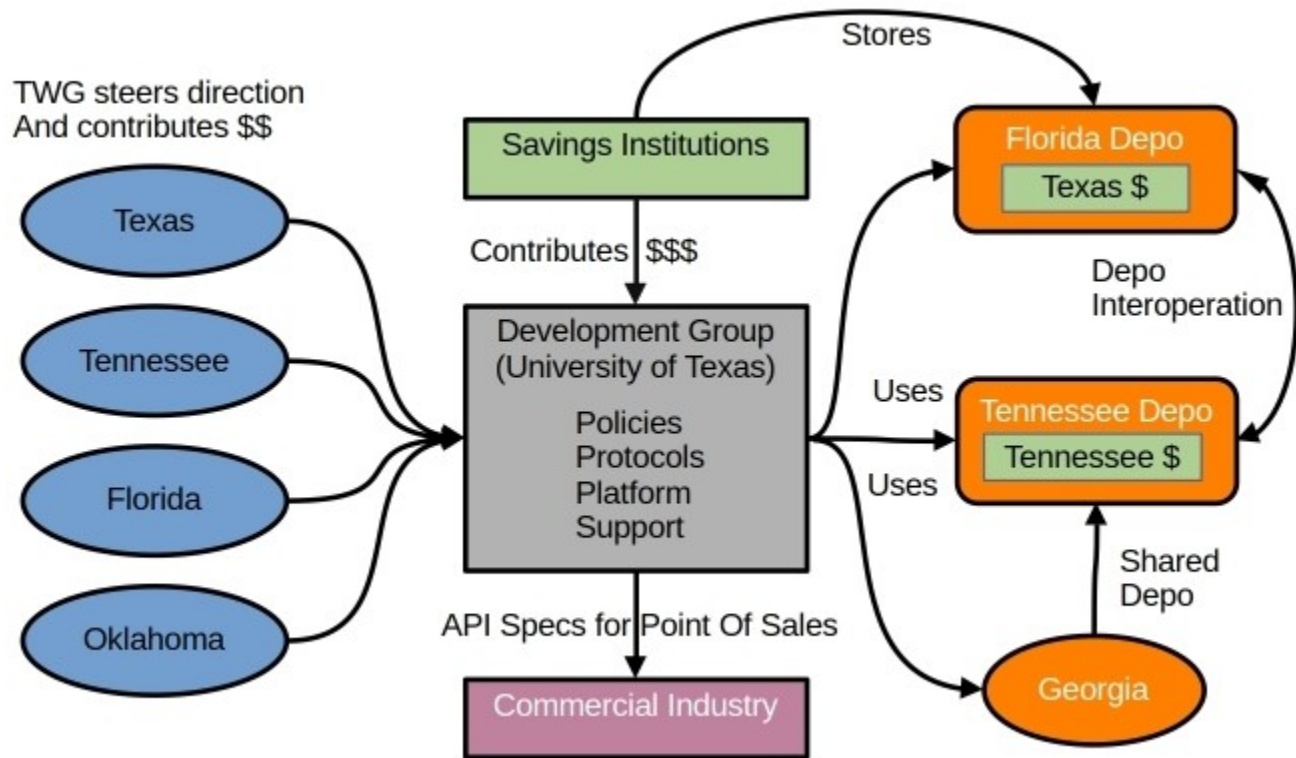 Stores
TWG steers direction
And contributes $$
Savings Institutions
Florida Depo
Texas $
Texas
Contributes $$$
Depo
Interoperation
Development Group
(University of Texas)
Tennessee
Policies
Protocols
Platform
Support
Uses
Tennessee Depo
Tennessee $
Uses
Florida
Shared
Depo
Oklahoma
API Specs for Point Of Sales
Georgia
Commercial Industry